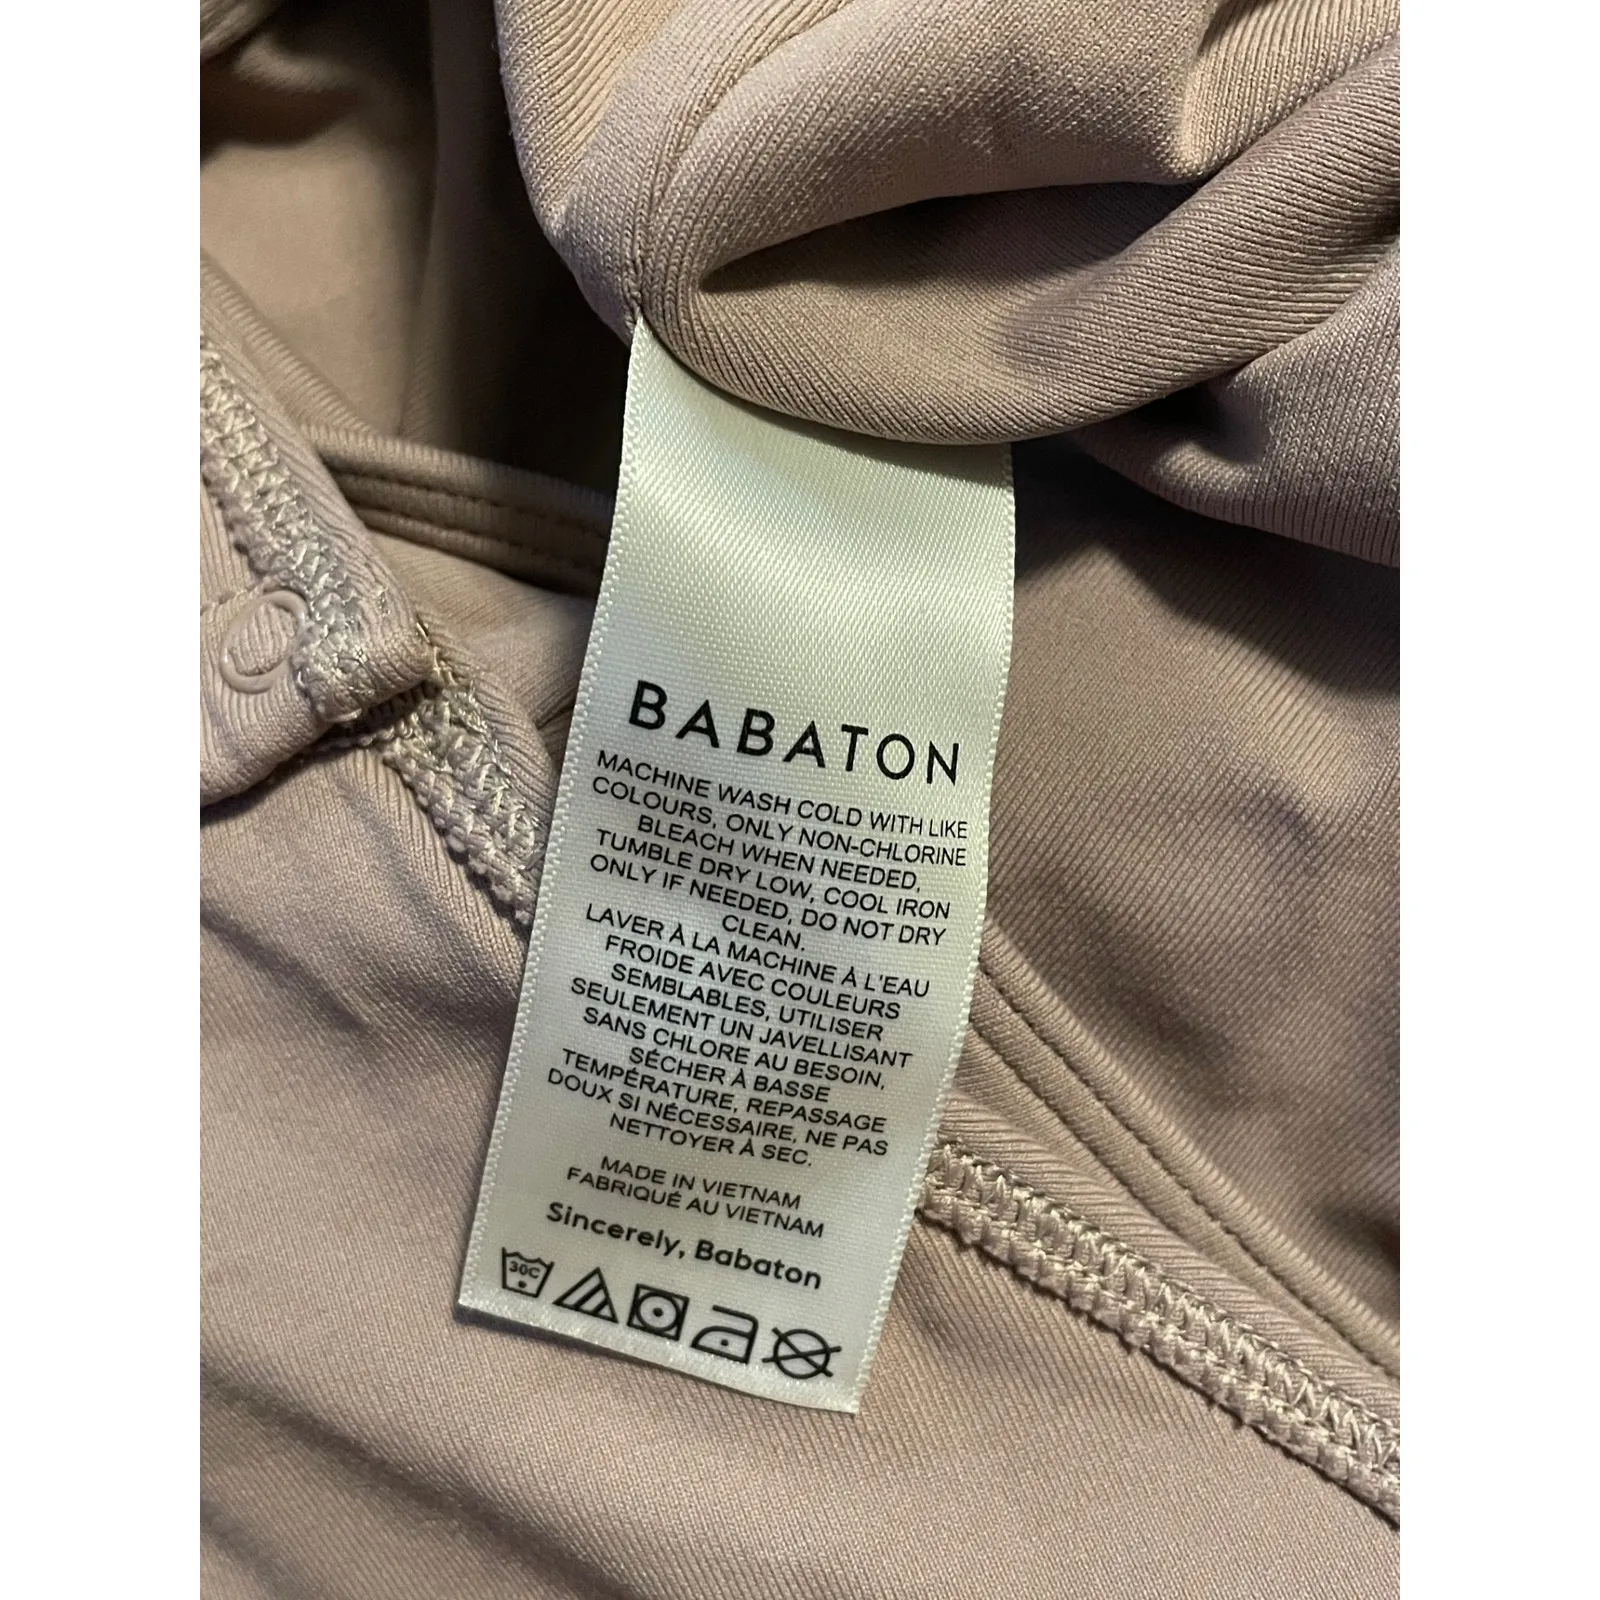 BABATON
MACHINE WASH COLD WITH LIKE
COLOURS, ONLY NON-CHLORINE
BLEACH WHEN NEEDED,
TUMBLE DRY LOW, COOL IRON
ONLY IF NEEDED, DO NOT DRY
CLEAN.
LAVER À LA MACHINE À L'EAU
FROIDE AVEC COULEURS
SEMBLABLES, UTILISER
SEULEMENT UN JAVELLISANT
SANS CHLORE AU BESOIN,
SÉCHER À BASSE
TEMPÉRATURE, REPASSAGE
DOUX SI NÉCESSAIRE, NE PAS
NETTOYER À SEC.
MADE IN VIETNAM
FABRIQUÉ AU VIETNAM
Sincerely, Babaton
30C